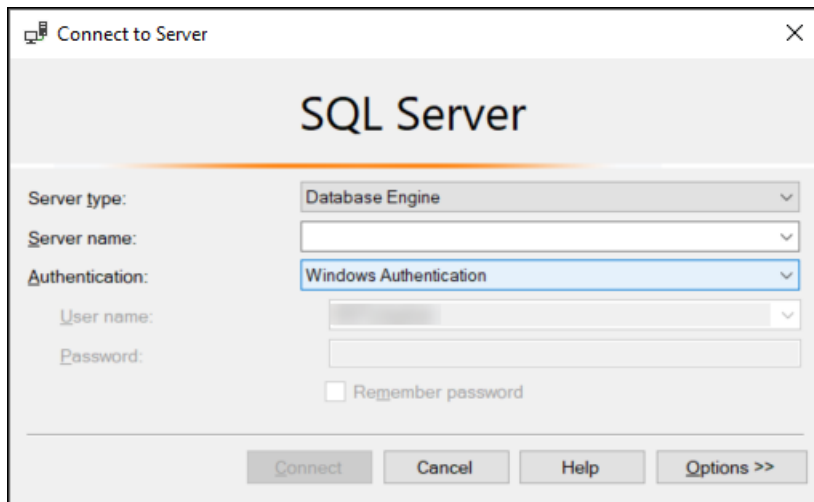 Connect to Server
SQL Server
Server type: Database Engine
Server name:
Authentication: Windows Authentication
User name:
Password:
Remember password
Connect Cancel Help Options >>